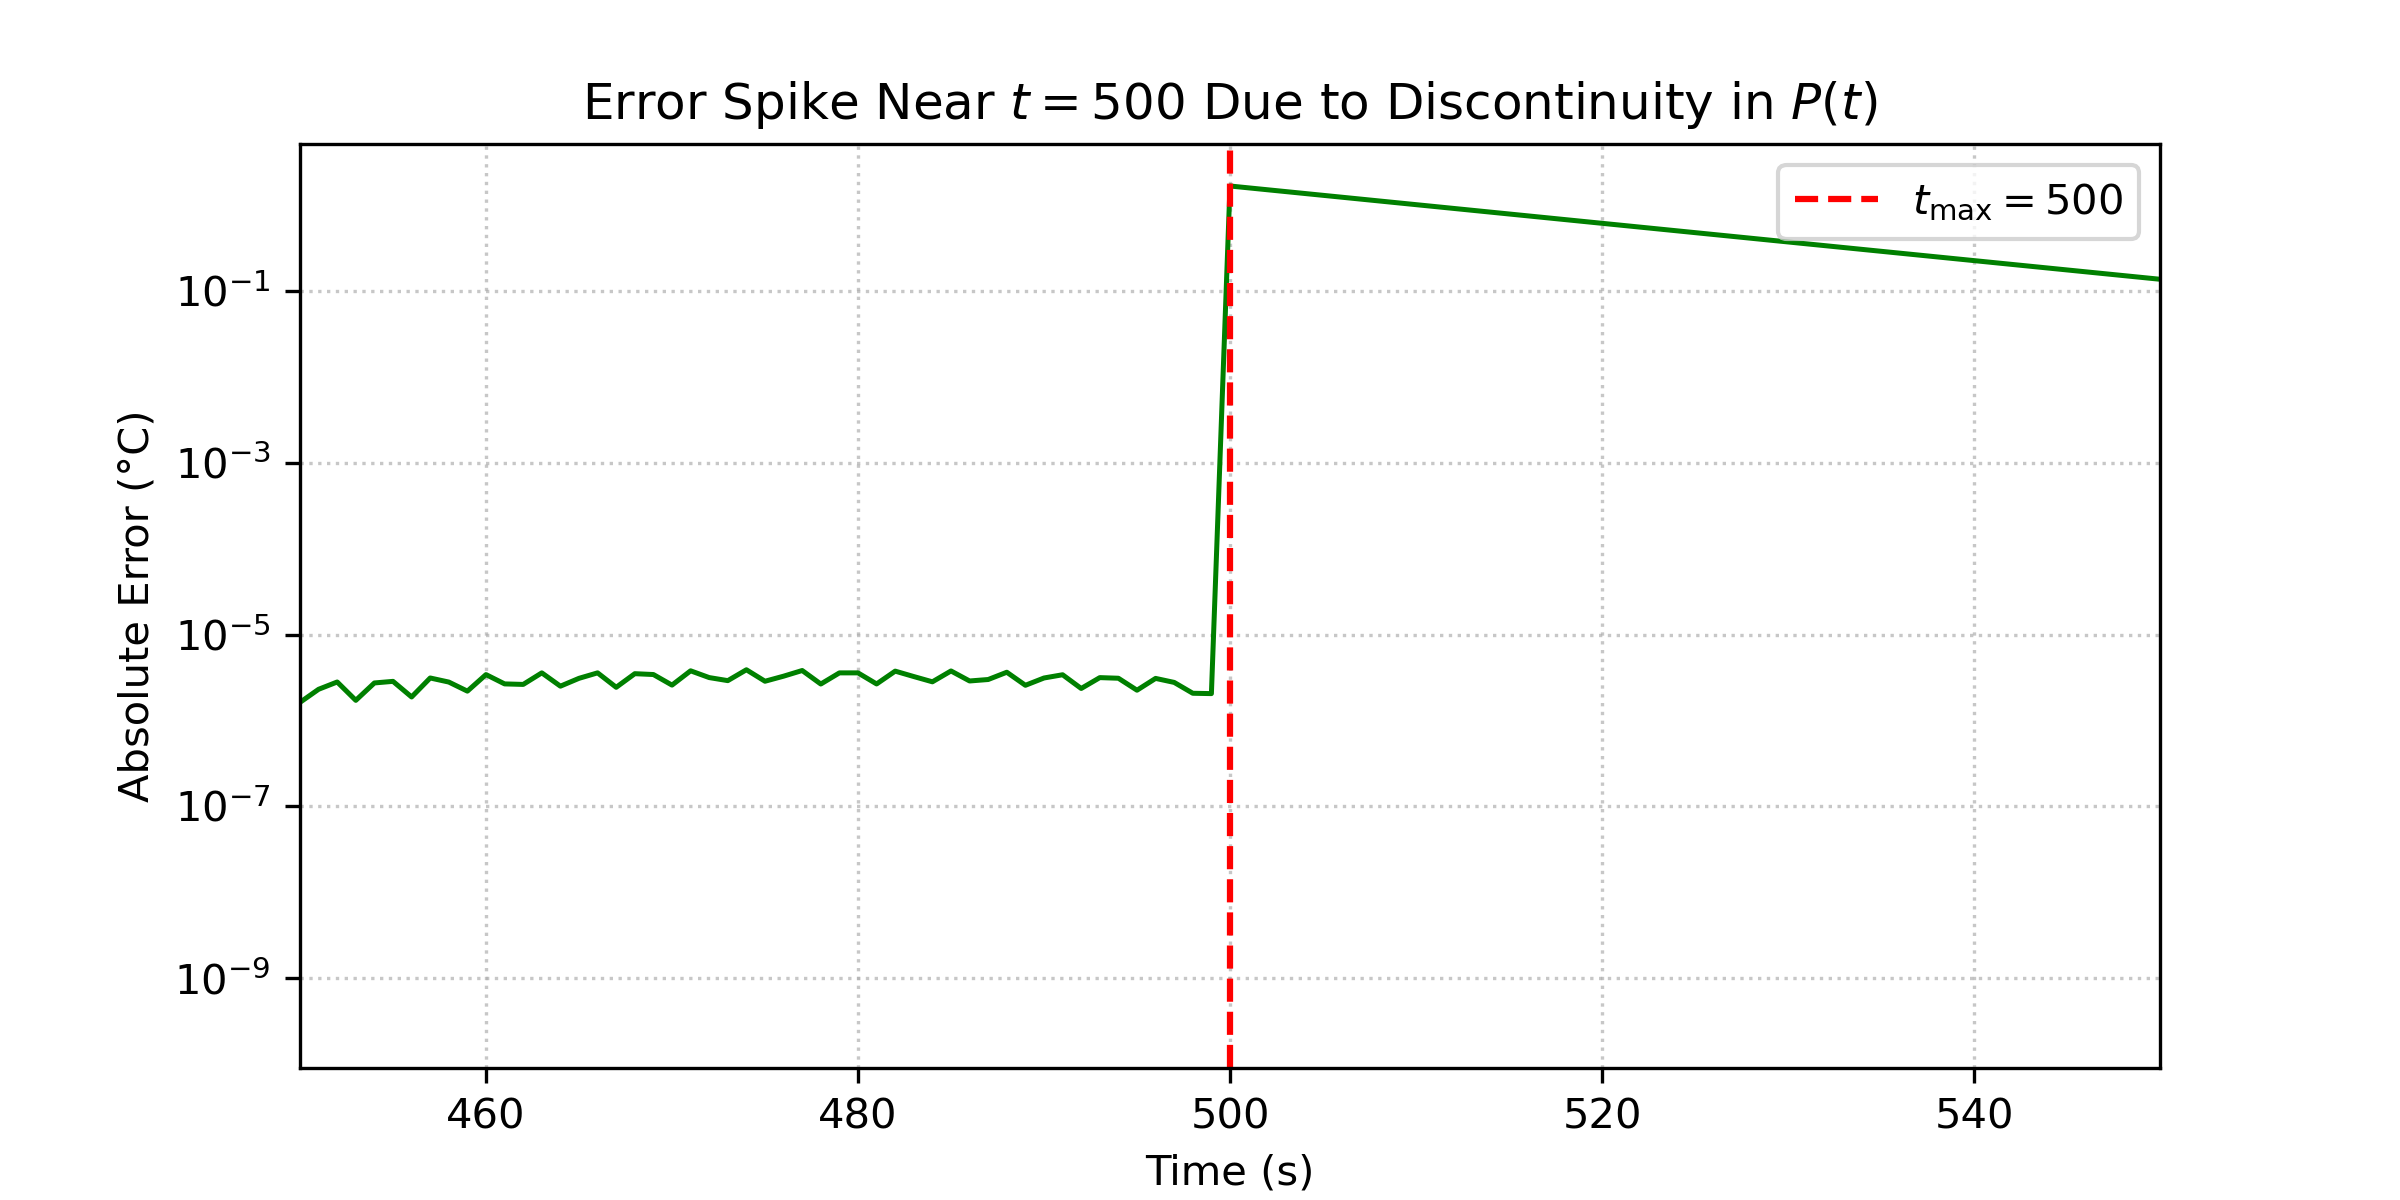 Error Spike Near t = 500 Due to Discontinuity in P(t)
t_max = 500
Absolute Error (°C)
10⁻¹
10⁻³
10⁻⁵
10⁻⁷
10⁻⁹
460 480 500 520 540
Time (s)